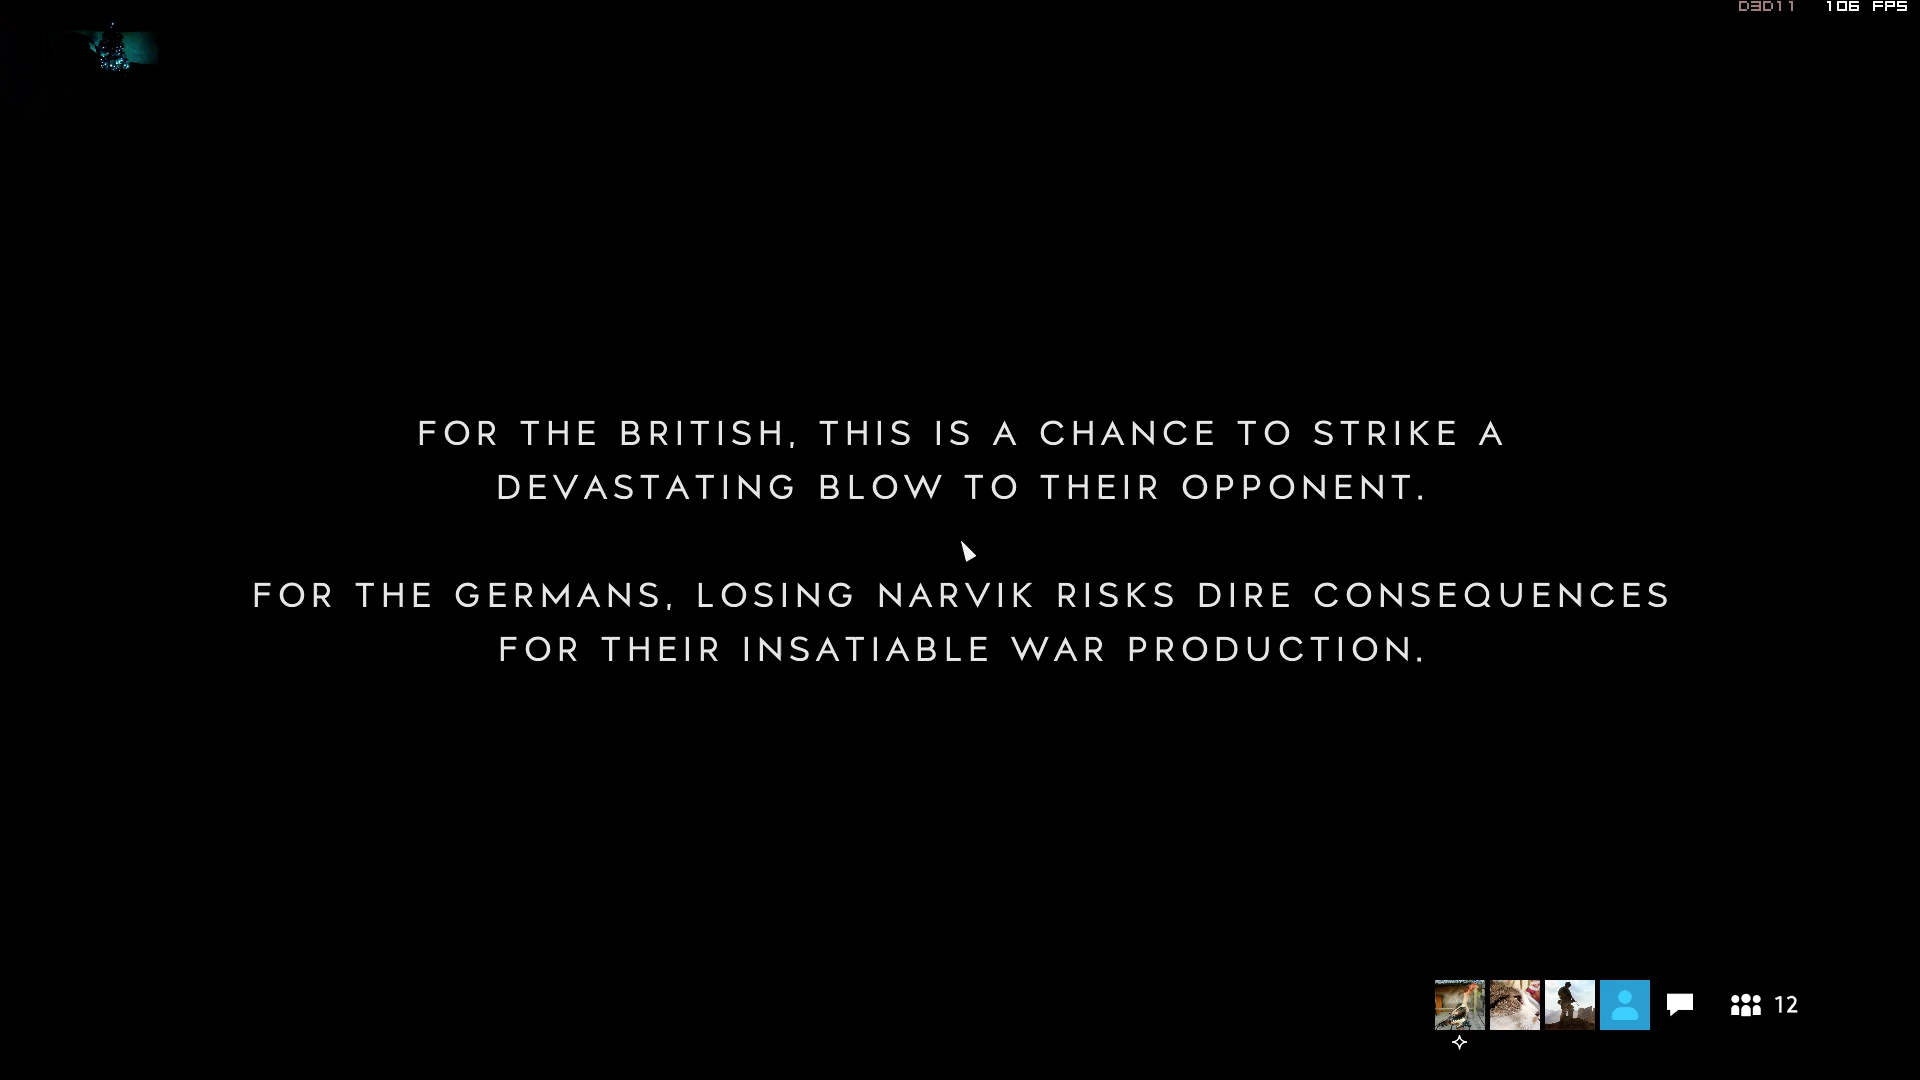 D3D11 106 FPS
FOR THE BRITISH, THIS IS A CHANCE TO STRIKE A
DEVASTATING BLOW TO THEIR OPPONENT.
FOR THE GERMANS, LOSING NARVIK RISKS DIRE CONSEQUENCES
FOR THEIR INSATIABLE WAR PRODUCTION.
12